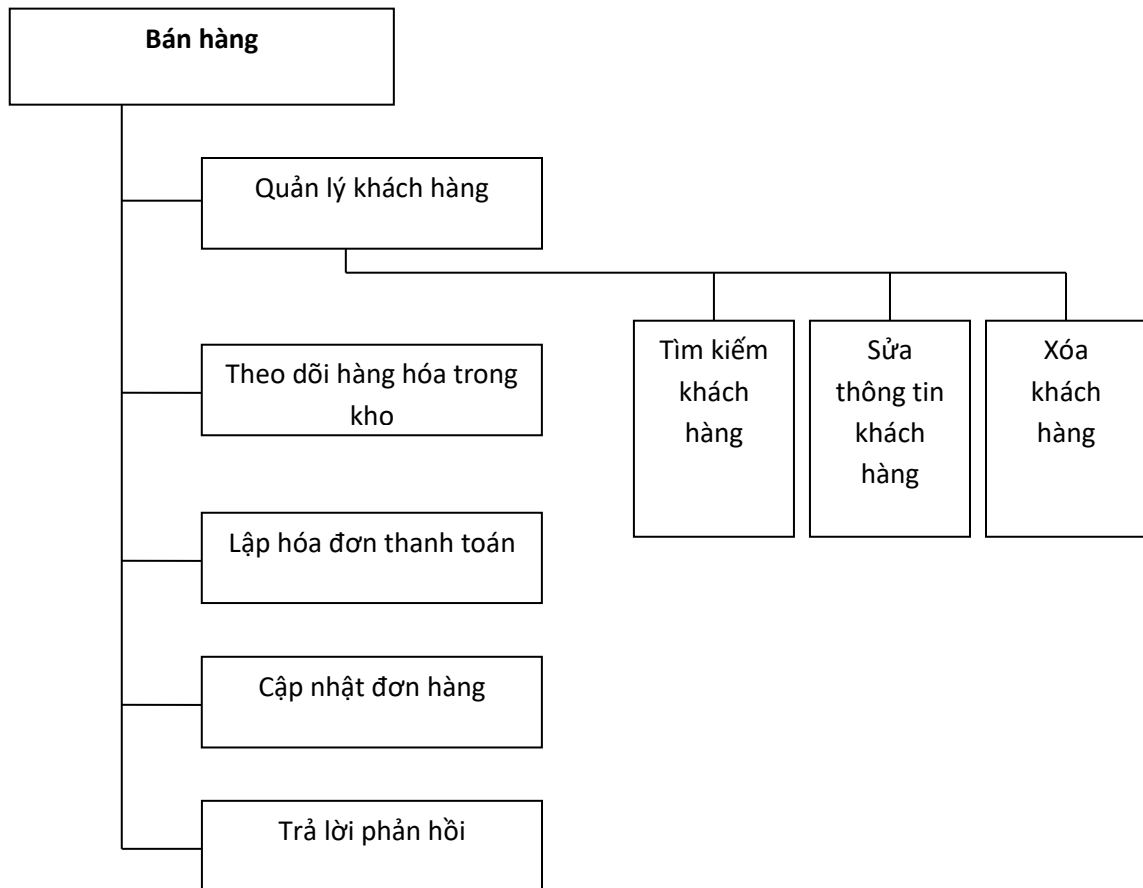 Bán hàng
Quản lý khách hàng
Theo dõi hàng hóa trong
kho
Tìm kiếm
khách
hàng
Sửa
thông tin
khách
hàng
Xóa
khách
hàng
Lập hóa đơn thanh toán
Cập nhật đơn hàng
Trả lời phản hồi